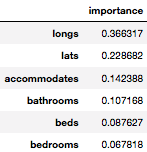 importance
longs 0.366317
lats 0.228682
accommodates 0.142388
bathrooms 0.107168
beds 0.087627
bedrooms 0.067818